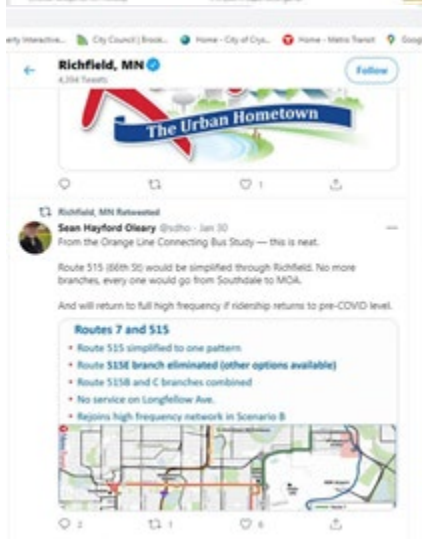 City Council | Brook...
Home - City of Crys...
Home - Metro Transit
Goog
Richfield, MN
4,394 Tweets
Follow
The Urban Hometown
1
Richfield, MN Retweeted
Sean Hayford Oleary @sdho · Jan 30
From the Orange Line Connecting Bus Study — this is neat.
Route 515 (66th St) would be simplified through Richfield. No more
branches, every one would go from Southdale to MOA.
And will return to full high frequency if ridership returns to pre-COVID level.
Routes 7 and 515
• Route 515 simplified to one pattern
• Route 515E branch eliminated (other options available)
• Route 515B and C branches combined
• No service on Longfellow Ave.
• Rejoins high frequency network in Scenario B
2
1
6